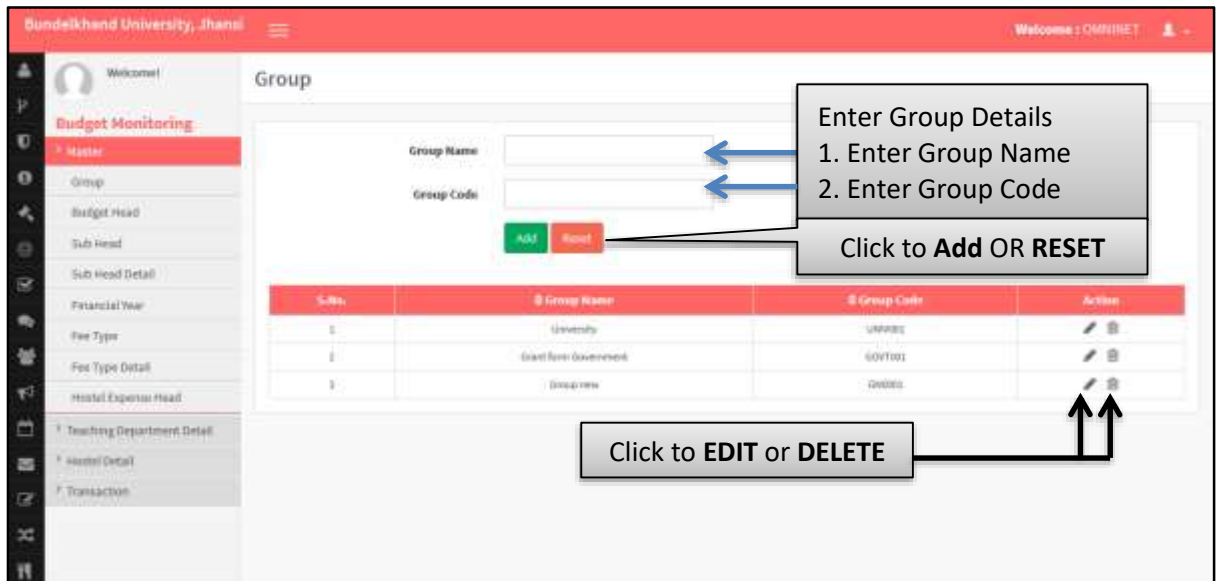 Bundelkhand University, Jhansi
Welcome : OMNINET
Welcome!
Group
Budget Monitoring
Master
Group
Budget Head
Sub Head
Sub Head Detail
Financial Year
Fee Type
Fee Type Detail
Hostel Expense Head
Teaching Department Detail
Hostel Detail
Transaction
Group Name
Group Code
Add Reset
Enter Group Details
1. Enter Group Name
2. Enter Group Code
Click to Add OR RESET
S.No. Group Name Group Code Action
1 University
2 Grant form Government GOVT001
3 Group new
Click to EDIT or DELETE